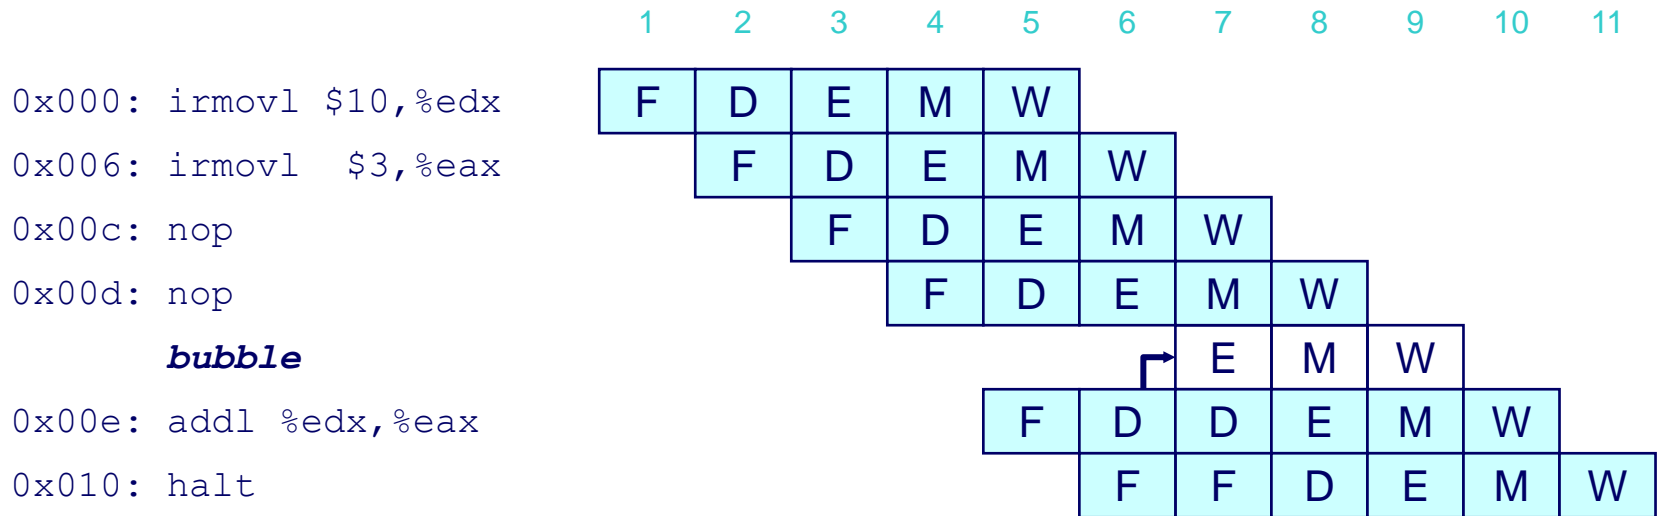 1 2 3 4 5 6 7 8 9 10 11
0x000: irmovl $10,%edx F D E M W
0x006: irmovl  $3,%eax F D E M W
0x00c: nop F D E M W
0x00d: nop F D E M W
bubble E M W
0x00e: addl %edx,%eax F D D E M W
0x010: halt F F D E M W